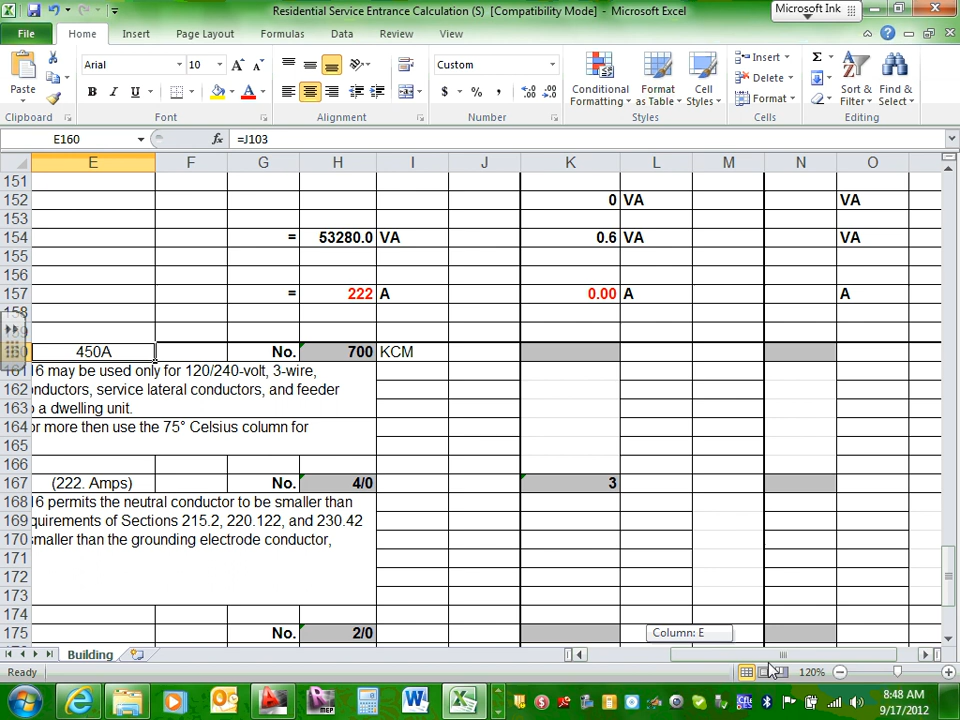 Residential Service Entrance Calculation (S) [Compatibility Mode] - Microsoft Excel
Microsoft Ink
File Home Insert Page Layout Formulas Data Review View
Arial 10 Custom
Paste
B I U
$ % ,
Conditional Formatting
Format as Table
Cell Styles
Insert
Delete
Format
Sort & Filter
Find & Select
Clipboard Font Alignment Number Styles Cells Editing
E160 fx =J103
E F G H I J K L M N O
151
152 0 VA VA
153
154 = 53280.0 VA 0.6 VA VA
155
156
157 = 222 A 0.00 A A
158
159
160 450A No. 700 KCM
161 16 may be used only for 120/240-volt, 3-wire,
162 onductors, service lateral conductors, and feeder
163 o a dwelling unit.
164 or more then use the 75° Celsius column for
165
166
167 (222. Amps) No. 4/0 3
168 16 permits the neutral conductor to be smaller than
169 quirements of Sections 215.2, 220.122, and 230.42
170 smaller than the grounding electrode conductor,
171
172
173
174
175 No. 2/0
Column: E
Building
Ready 120%
8:48 AM
9/17/2012